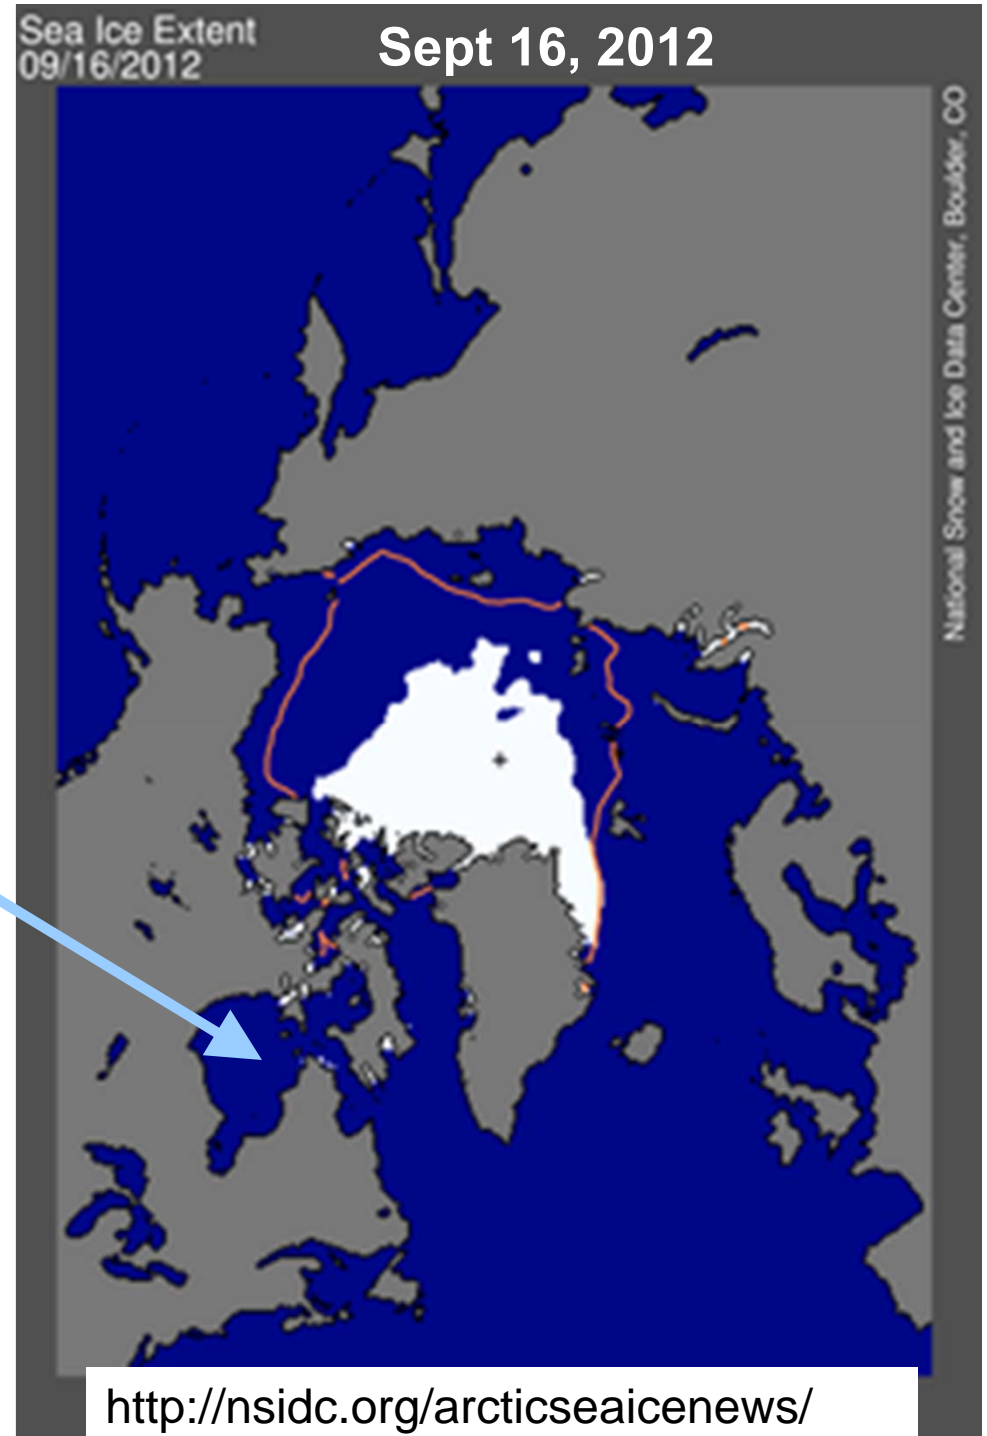 Sea Ice Extent
09/16/2012
Sept 16, 2012
National Snow and Ice Data Center, Boulder, CO
http://nsidc.org/arcticseaicenews/